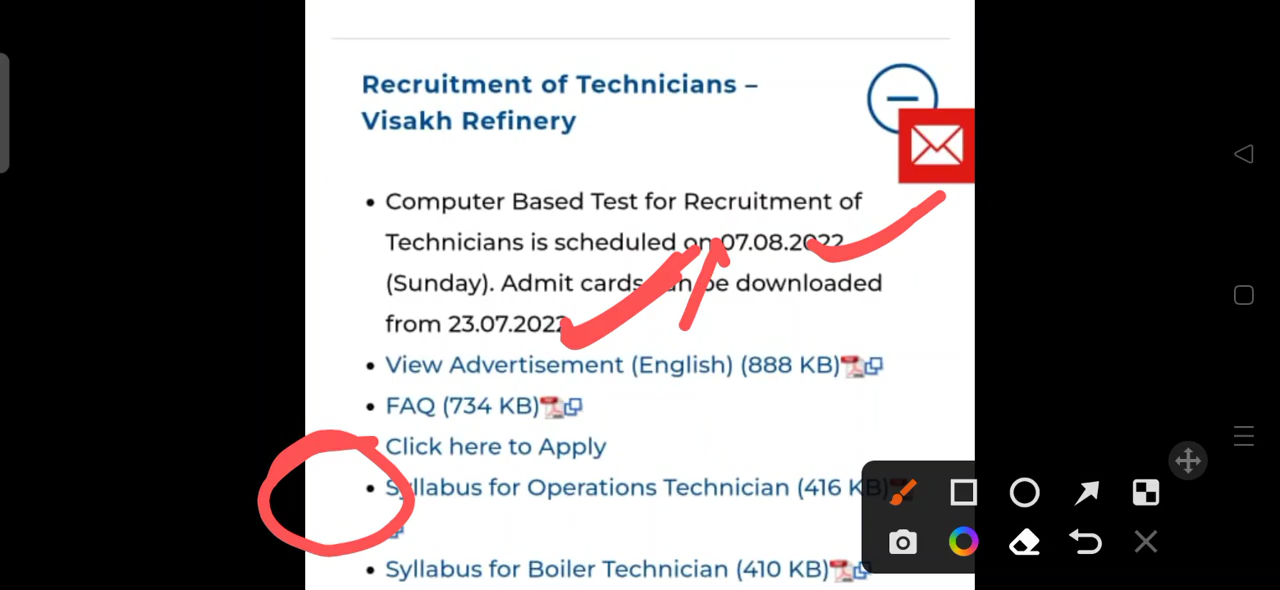 Recruitment of Technicians –
Visakh Refinery
Computer Based Test for Recruitment of
Technicians is scheduled on 07.08.2022
(Sunday). Admit cards can be downloaded
from 23.07.2022
View Advertisement (English) (888 KB)
FAQ (734 KB)
Click here to Apply
Syllabus for Operations Technician (416 KB)
Syllabus for Boiler Technician (410 KB)